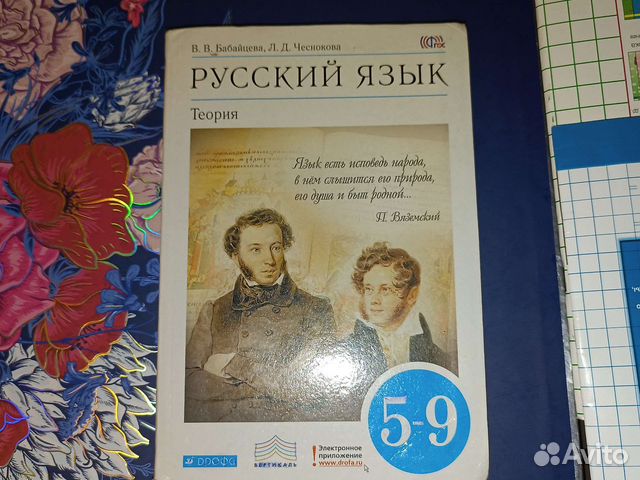 В. В. Бабайцева, Л. Д. Чеснокова
ФГОС
РУССКИЙ ЯЗЫК
Теория
Язык есть исповедь народа,
в нём слышится его природа,
его душа и быт родной...
П. Вяземский
5-9
классы
ДРОФА
ВЕРТИКАЛЬ
! Электронное
приложение
www.drofa.ru
Avito